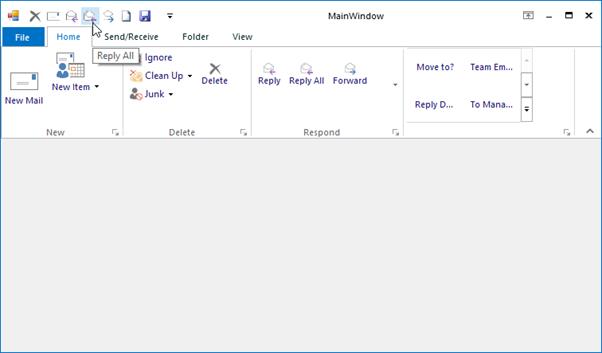 MainWindow
File Home Send/Receive Folder View
Reply All
New Mail
New Item
New
Ignore
Clean Up
Junk
Delete
Delete
Reply Reply All Forward
Respond
Move to? Team Em...
Reply D... To Mana...